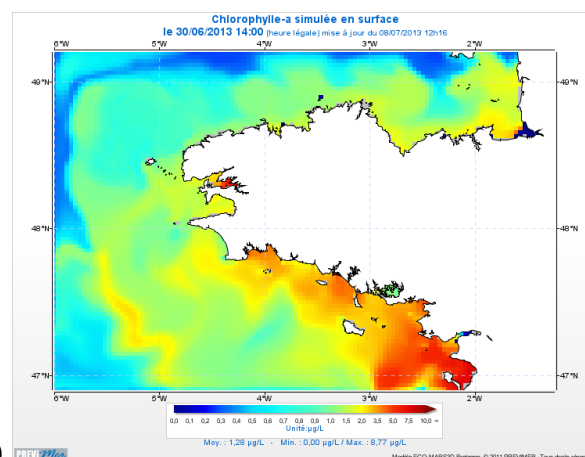 Chlorophylle-a simulée en surface
le 30/06/2013 14:00 (heure légale) mise à jour du 08/07/2013 12h16
6°W 5°W 4°W 3°W 2°W
49°N 49°N
48°N 48°N
47°N 47°N
6°W 5°W 4°W 3°W 2°W
0,0 0,1 0,2 0,3 0,4 0,5 0,6 0,7 0,8 0,9 1,0 1,5 2,0 3,5 5,0 7,5 10,0 ∞
Unité:µg/L
Moy. : 1,28 µg/L - Min. : 0,00 µg/L / Max. : 8,77 µg/L
PREVIMer